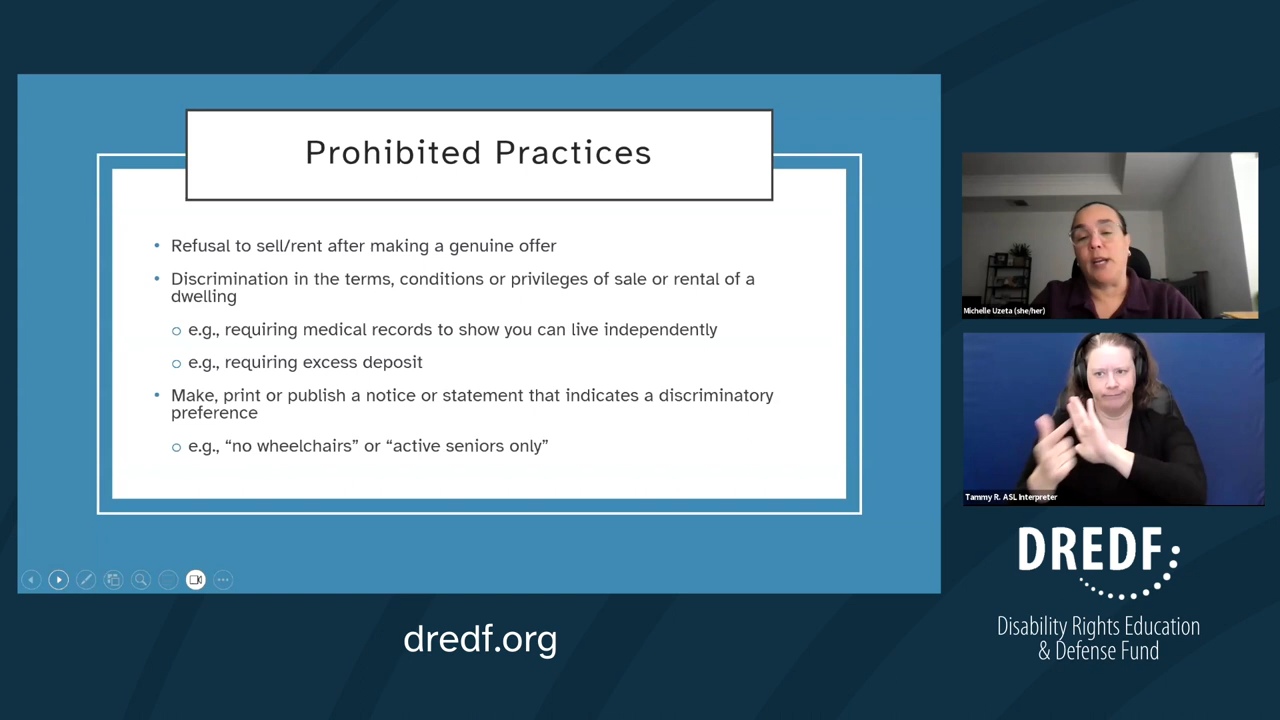 Prohibited Practices
• Refusal to sell/rent after making a genuine offer
• Discrimination in the terms, conditions or privileges of sale or rental of a
dwelling
o e.g., requiring medical records to show you can live independently
o e.g., requiring excess deposit
• Make, print or publish a notice or statement that indicates a discriminatory
preference
o e.g., “no wheelchairs” or “active seniors only”
Michelle Uzeta (she/her)
Tammy R. ASL Interpreter
DREDF
Disability Rights Education
& Defense Fund
dredf.org